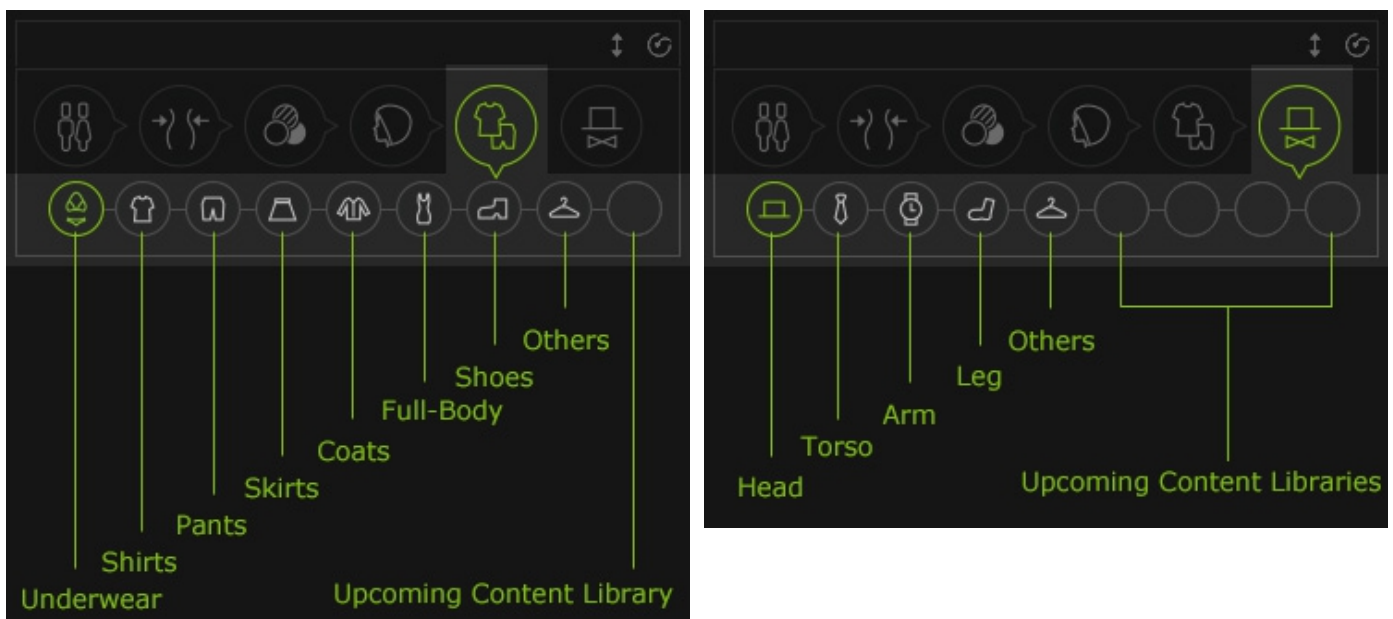 Others
Shoes
Full-Body
Coats
Skirts
Pants
Shirts
Underwear
Upcoming Content Library
Others
Leg
Arm
Torso
Head
Upcoming Content Libraries